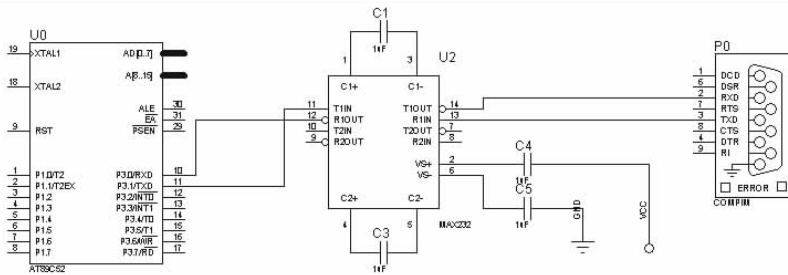 U0
19 XTAL1
AD[0..7]
A[8..15]
18 XTAL2
ALE 30
EA 31
9 RST
PSEN 29
1 P1.0/T2
P3.0/RXD 10
2 P1.1/T2EX
P3.1/TXD 11
3 P1.2
P3.2/INT0 12
4 P1.3
P3.3/INT1 13
5 P1.4
P3.4/T0 14
6 P1.5
P3.5/T1 15
7 P1.6
P3.6/WR 16
8 P1.7
P3.7/RD 17
AT89C52
C1
1uF
1 3
U2
C1+ C1-
11 T1IN
T1OUT 14
12 R1OUT
R1IN 13
10 T2IN
T2OUT 7
9 R2OUT
R2IN 8
VS+ 2
VS- 6
C2+ C2-
4 5
MAX232
C3
1uF
C4
1uF
C5
1uF
GND
VCC
P0
1 DCD
6 DSR
2 RXD
7 RTS
3 TXD
8 CTS
4 DTR
9 RI
ERROR
COMPIM